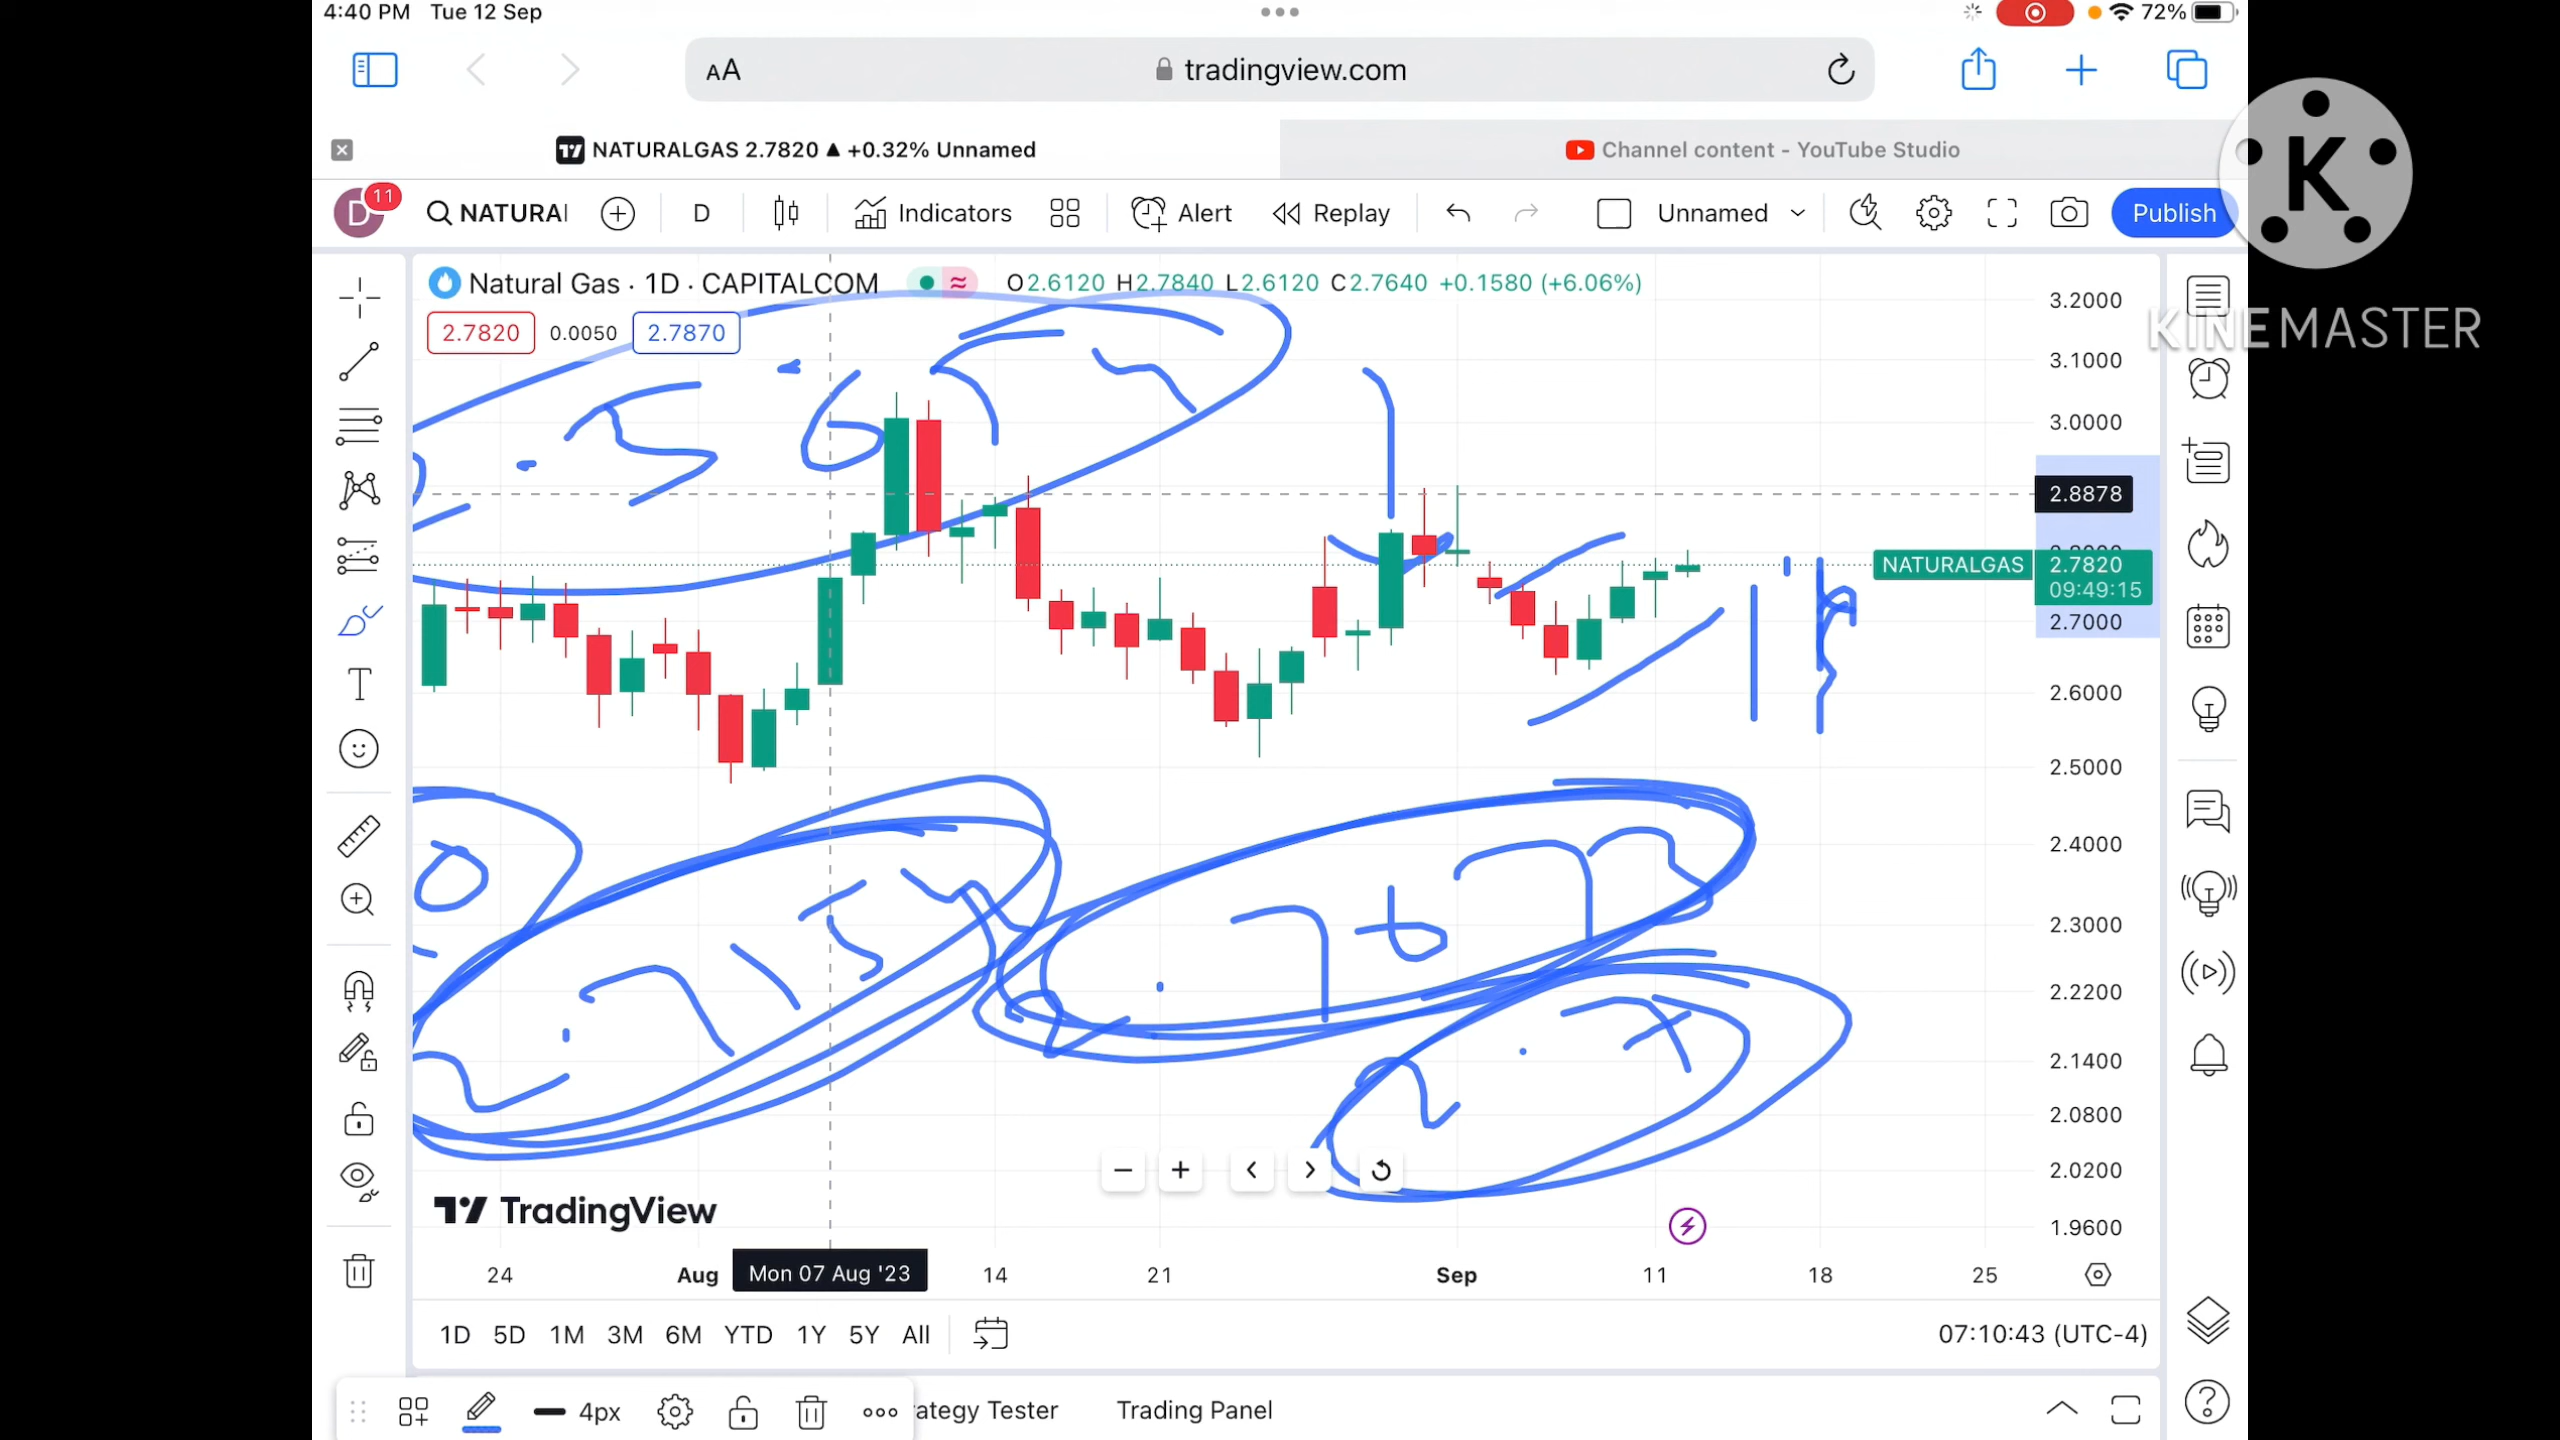 4:40 PM Tue 12 Sep 72%
AA tradingview.com
NATURALGAS 2.7820 ▲ +0.32% Unnamed
Channel content - YouTube Studio
K
KINEMASTER
D 11 NATURAL D Indicators Alert Replay Unnamed Publish
Natural Gas · 1D · CAPITALCOM O2.6120 H2.7840 L2.6120 C2.7640 +0.1580 (+6.06%)
2.7820 0.0050 2.7870
3.2000
3.1000
3.0000
2.8878
NATURALGAS 2.7820
09:49:15
2.7000
2.6000
2.5000
2.4000
2.3000
2.2200
2.1400
2.0800
2.0200
1.9600
TradingView
24 Aug Mon 07 Aug '23 14 21 Sep 11 18 25
1D 5D 1M 3M 6M YTD 1Y 5Y All 07:10:43 (UTC-4)
4px ategy Tester Trading Panel